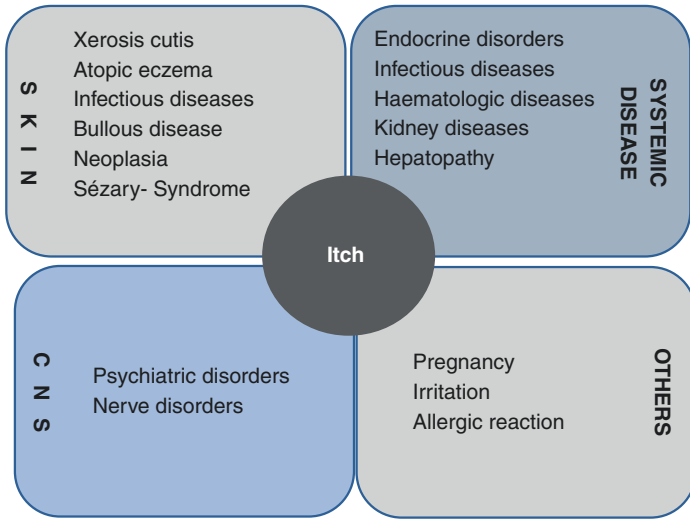 SKIN
Xerosis cutis
Atopic eczema
Infectious diseases
Bullous disease
Neoplasia
Sézary- Syndrome
Endocrine disorders
Infectious diseases
Haematologic diseases
Kidney diseases
Hepatopathy
SYSTEMIC
DISEASE
Itch
CNS
Psychiatric disorders
Nerve disorders
Pregnancy
Irritation
Allergic reaction
OTHERS